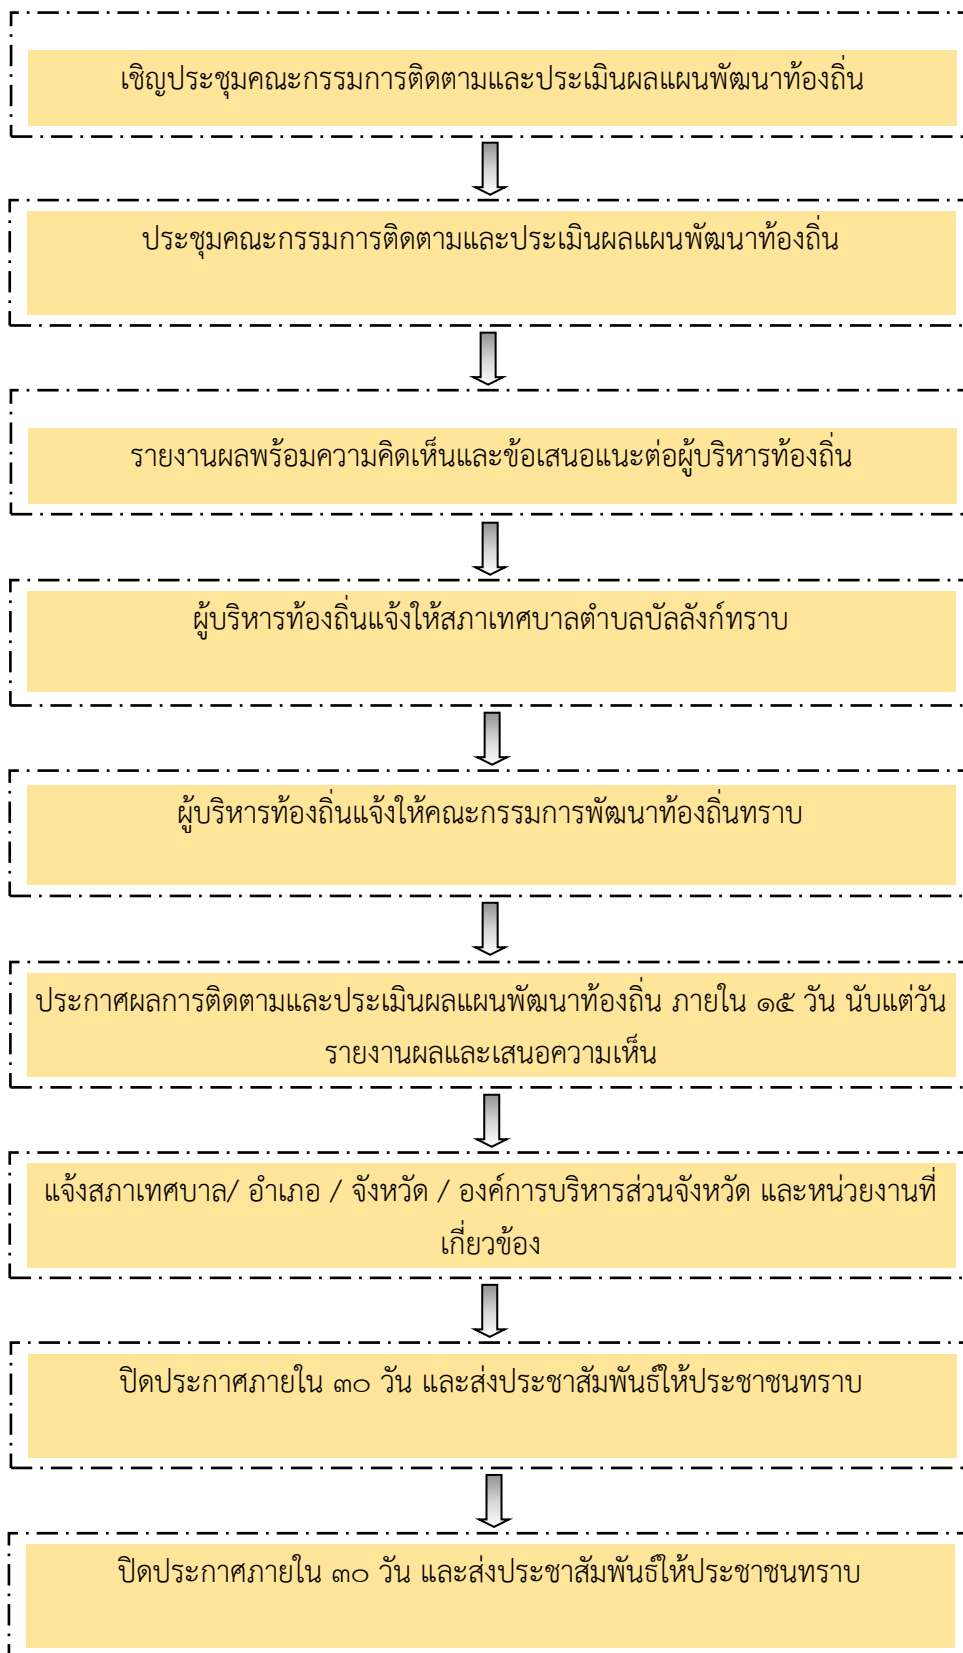 เชิญประชุมคณะกรรมการติดตามและประเมินผลแผนพัฒนาท้องถิ่น
ประชุมคณะกรรมการติดตามและประเมินผลแผนพัฒนาท้องถิ่น
รายงานผลพร้อมความคิดเห็นและข้อเสนอแนะต่อผู้บริหารท้องถิ่น
ผู้บริหารท้องถิ่นแจ้งให้สภาเทศบาลตำบลบัลลังก์ทราบ
ผู้บริหารท้องถิ่นแจ้งให้คณะกรรมการพัฒนาท้องถิ่นทราบ
ประกาศผลการติดตามและประเมินผลแผนพัฒนาท้องถิ่น ภายใน ๑๕ วัน นับแต่วัน
รายงานผลและเสนอความเห็น
แจ้งสภาเทศบาล/ อำเภอ / จังหวัด / องค์การบริหารส่วนจังหวัด และหน่วยงานที่
เกี่ยวข้อง
ปิดประกาศภายใน ๓๐ วัน และส่งประชาสัมพันธ์ให้ประชาชนทราบ
ปิดประกาศภายใน ๓๐ วัน และส่งประชาสัมพันธ์ให้ประชาชนทราบ